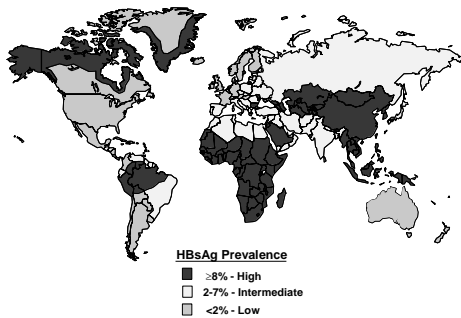 HBsAg Prevalence
≥8% - High
2-7% - Intermediate
<2% - Low